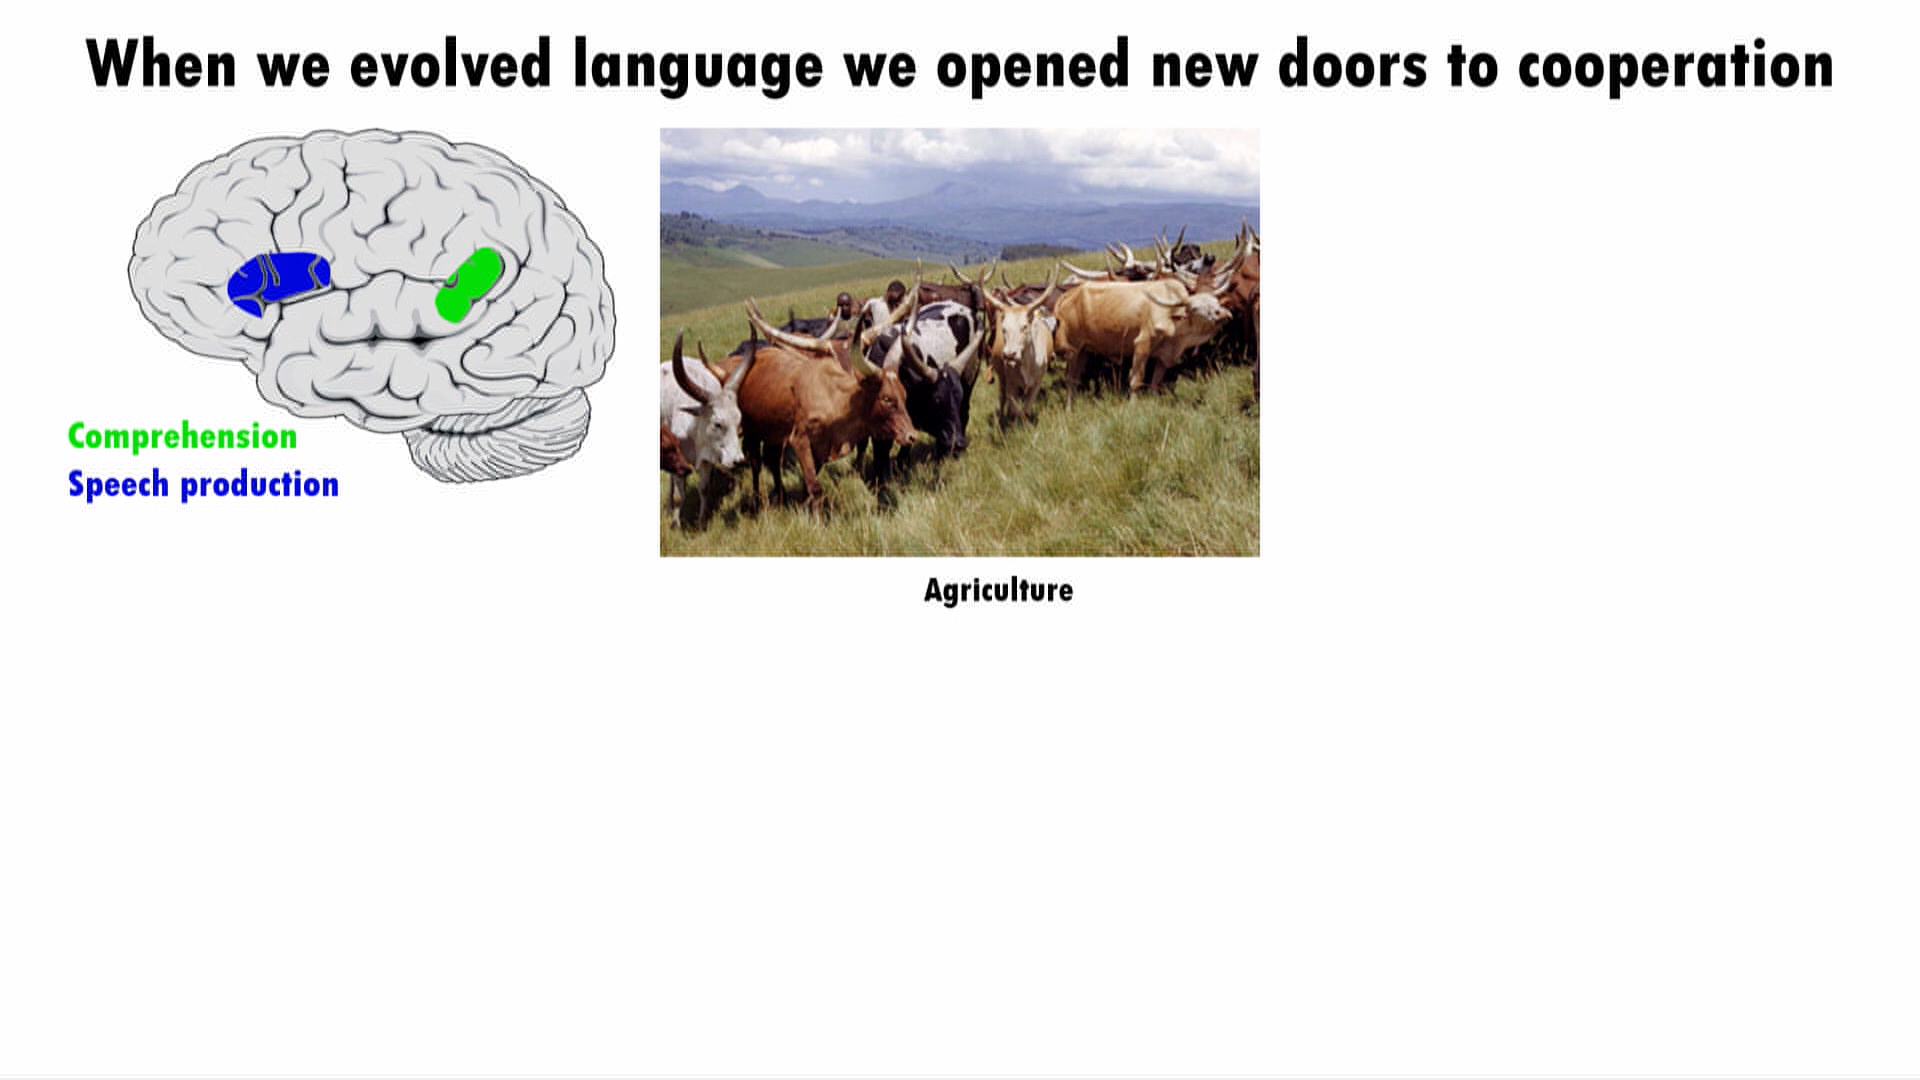 When we evolved language we opened new doors to cooperation
Comprehension
Speech production
Agriculture